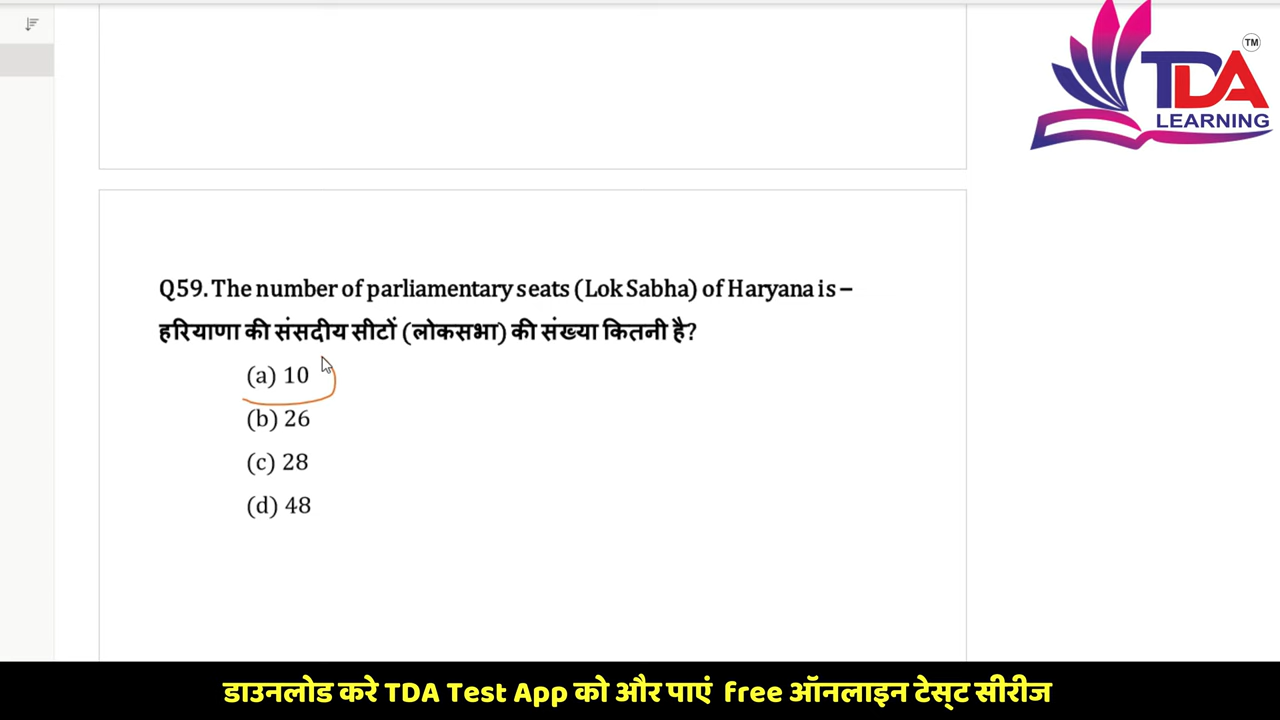 TM
TDA
LEARNING
Q59. The number of parliamentary seats (Lok Sabha) of Haryana is –
हरियाणा की संसदीय सीटों (लोकसभा) की संख्या कितनी है?
(a) 10
(b) 26
(c) 28
(d) 48
डाउनलोड करे TDA Test App को और पाएं free ऑनलाइन टेस्ट सीरीज